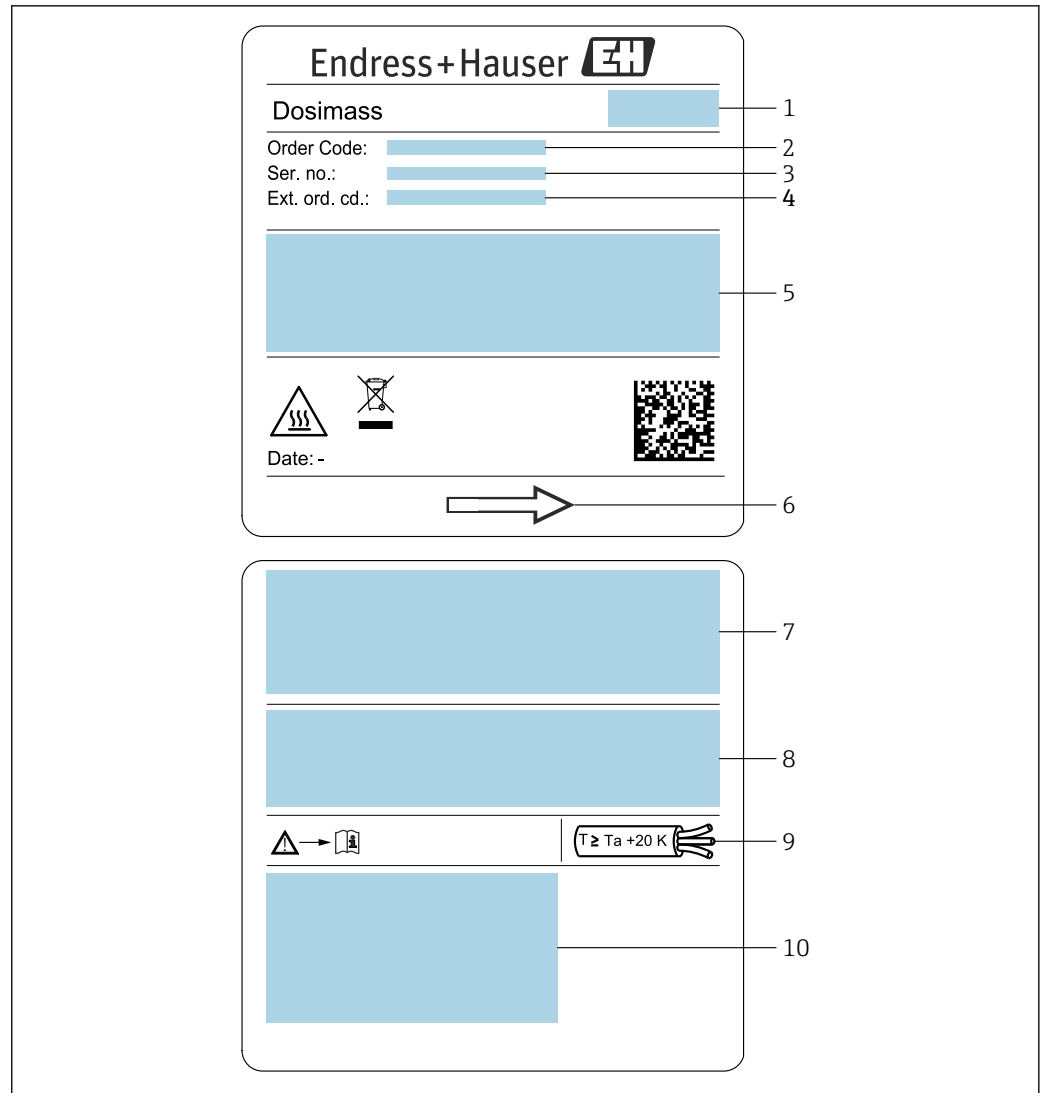 Endress+Hauser EH
Dosimass
1
Order Code:
2
Ser. no.:
3
Ext. ord. cd.:
4
5
Date: -
6
7
8
i
T ≥ Ta +20 K
9
10